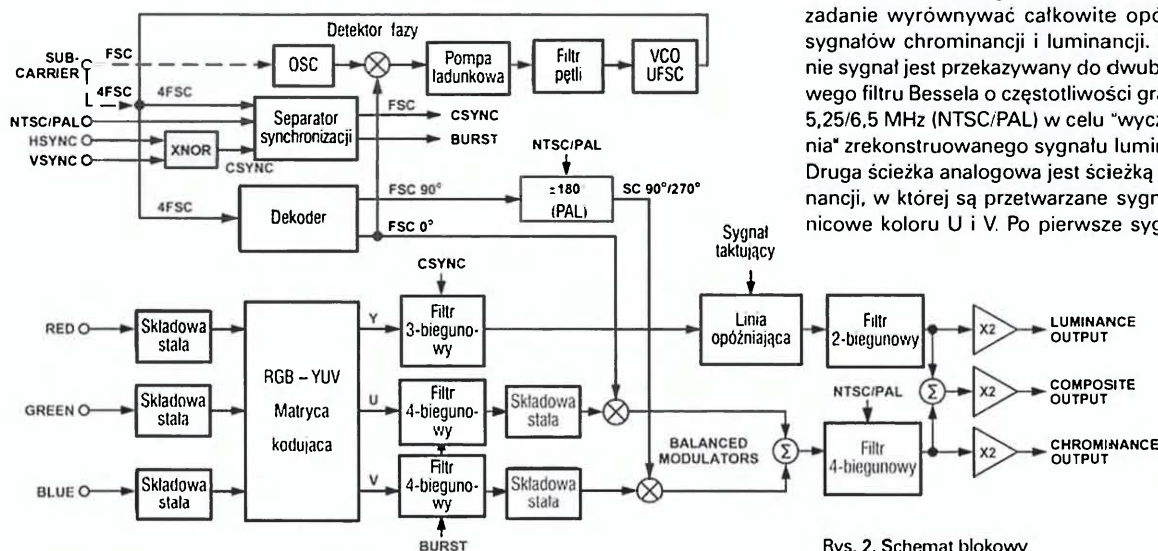 Detektor fazy
SUB-
CARRIER
FSC
OSC
Pompa
ładunkowa
Filtr
pętli
VCO
UFSC
4FSC
4FSC
NTSC/PAL
HSYNC
VSYNC
XNOR
CSYNC
Separator
synchronizacji
FSC
CSYNC
BURST
NTSC/PAL
4FSC
Dekoder
FSC 90°
±180
(PAL)
SC 90°/270°
FSC 0°
Sygnał
taktujący
CSYNC
RED
Składowa
stała
RGB – YUV
Matryca
kodująca
Y
Filtr
3-bieguno-
wy
Linia
opóźniająca
Filtr
2-biegunowy
X2
LUMINANCE
OUTPUT
GREEN
Składowa
stała
U
Filtr
4-bieguno-
wy
Składowa
stała
BALANCED
MODULATORS
Σ
NTSC/PAL
Filtr
4-biegunowy
Σ
X2
COMPOSITE
OUTPUT
X2
CHROMINANCE
OUTPUT
BLUE
Składowa
stała
V
Filtr
4-bieguno-
wy
Składowa
stała
BURST
zadanie wyrównywać całkowite opó
sygnałów chrominancji i luminancji.
nie sygnał jest przekazywany do dwub
wego filtru Bessela o częstotliwości gra
5,25/6,5 MHz (NTSC/PAL) w celu "wycz
nia" zrekonstruowanego sygnału lumi
Druga ścieżka analogowa jest ścieżką
nancji, w której są przetwarzane sygn
nicowe koloru U i V. Po pierwsze syg
Rys. 2. Schemat blokowy